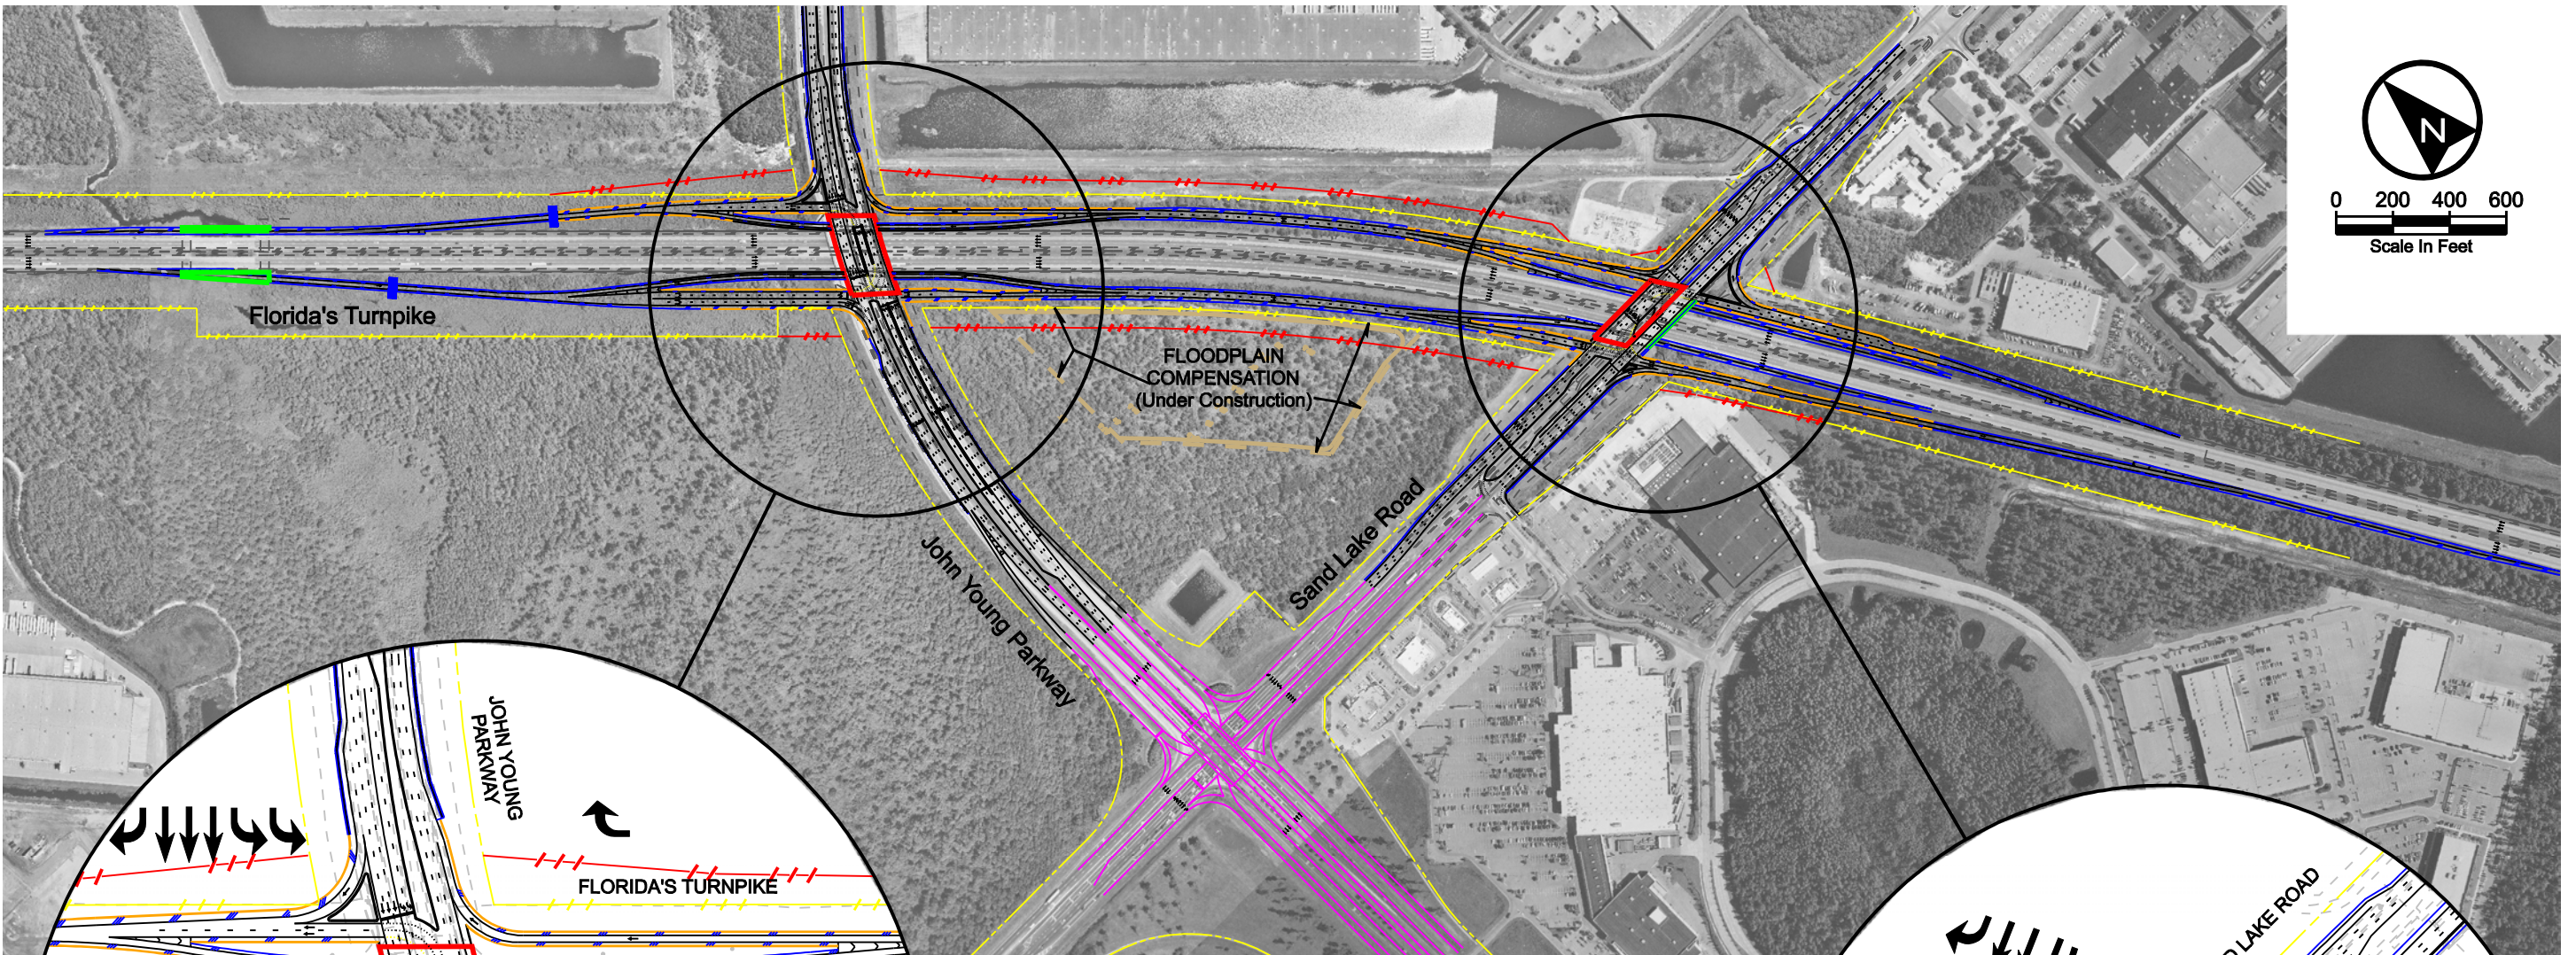 N
0 200 400 600
Scale In Feet
Florida's Turnpike
FLOODPLAIN
COMPENSATION
(Under Construction)
Sand Lake Road
John Young Parkway
JOHN YOUNG
PARKWAY
FLORIDA'S TURNPIKE
LAKE ROAD